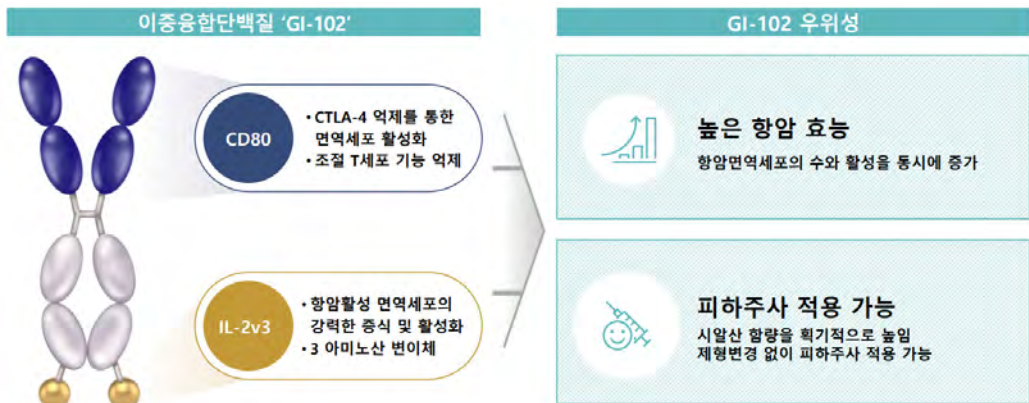 이중융합단백질 ‘GI-102’
CD80
• CTLA-4 억제를 통한
면역세포 활성화
• 조절 T세포 기능 억제
IL-2v3
• 항암활성 면역세포의
강력한 증식 및 활성화
• 3 아미노산 변이체
GI-102 우위성
높은 항암 효능
항암면역세포의 수와 활성을 동시에 증가
피하주사 적용 가능
시알산 함량을 획기적으로 높임
제형변경 없이 피하주사 적용 가능